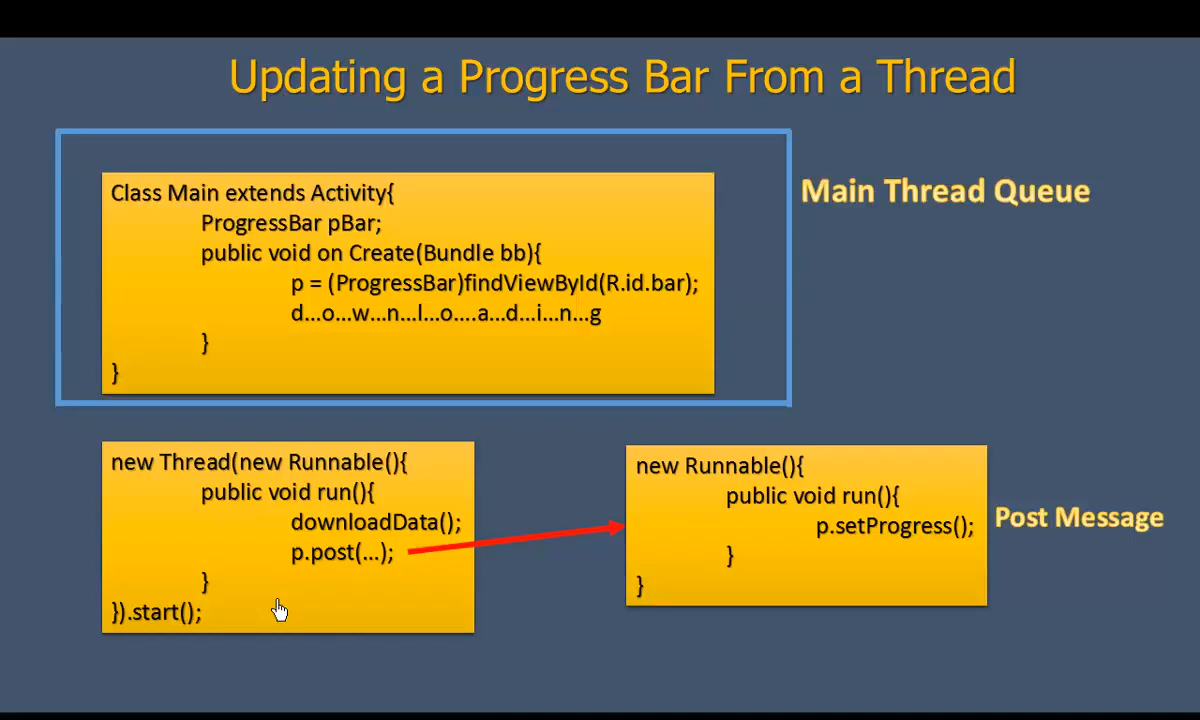 Updating a Progress Bar From a Thread
Class Main extends Activity{
ProgressBar pBar;
public void on Create(Bundle bb){
p = (ProgressBar)findViewById(R.id.bar);
d...o...w...n...l...o....a...d...i...n...g
}
}
Main Thread Queue
new Thread(new Runnable(){
public void run(){
downloadData();
p.post(...);
}
}).start();
new Runnable(){
public void run(){
p.setProgress();
}
}
Post Message